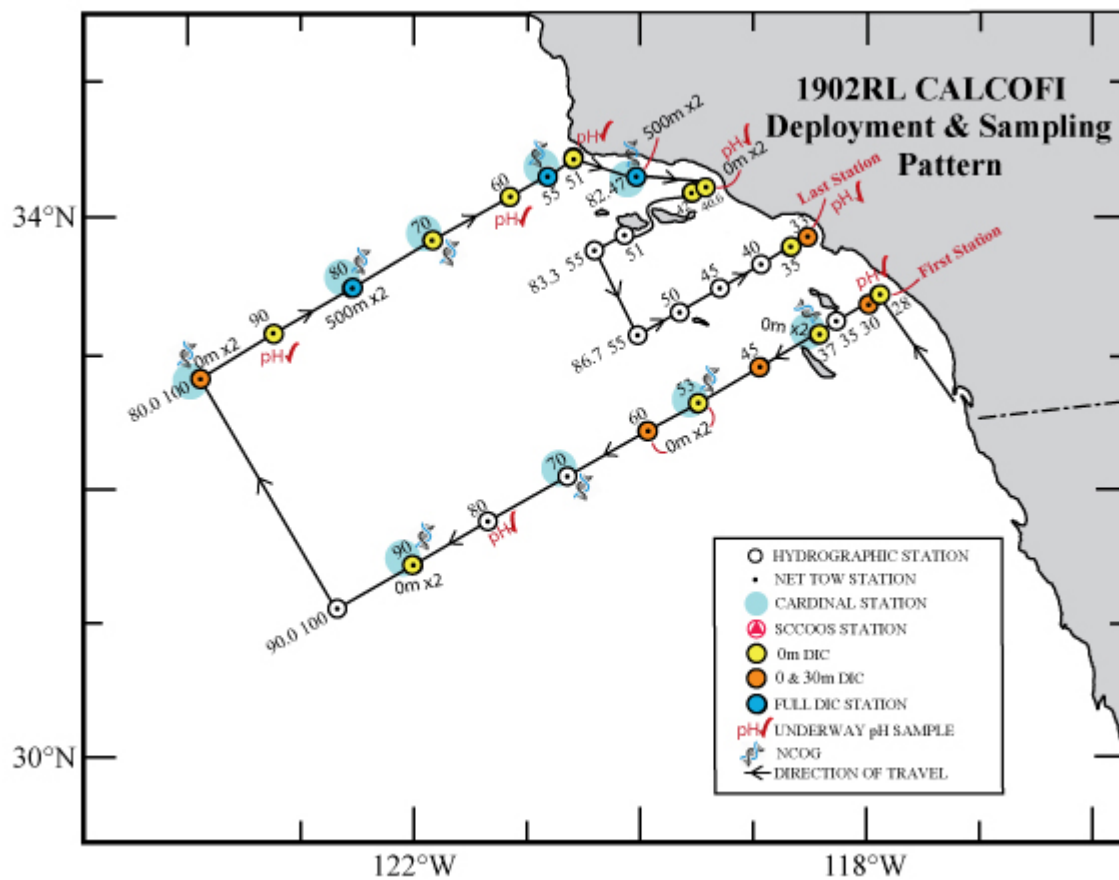 1902RL CALCOFI
Deployment & Sampling
Pattern
34°N
30°N
122°W
118°W
pH✓
500m x2
pH✓
0m x2
51
55
60
pH✓
82.47
42
40.6
70
80
500m x2
90
pH✓
0m x2
80.0 100
83.3 55
51
86.7 55
50
45
40
35
33
Last Station
pH✓
First Station
pH✓
28
30
35
37
0m x2
45
53
0m x2
60
70
80
pH✓
90
0m x2
90.0 100
HYDROGRAPHIC STATION
NET TOW STATION
CARDINAL STATION
SCCOOS STATION
0m DIC
0 & 30m DIC
FULL DIC STATION
pH✓ UNDERWAY pH SAMPLE
NCOG
DIRECTION OF TRAVEL